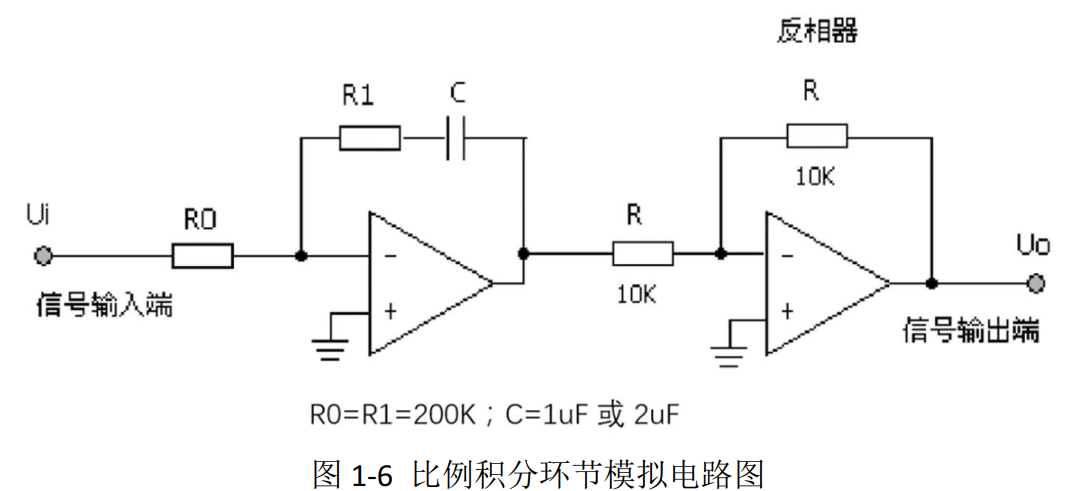 反相器
R1
C
R
10K
Ui
R0
R
Uo
信号输入端
10K
信号输出端
-
+
-
+
R0=R1=200K；C=1uF 或 2uF
图 1-6 比例积分环节模拟电路图